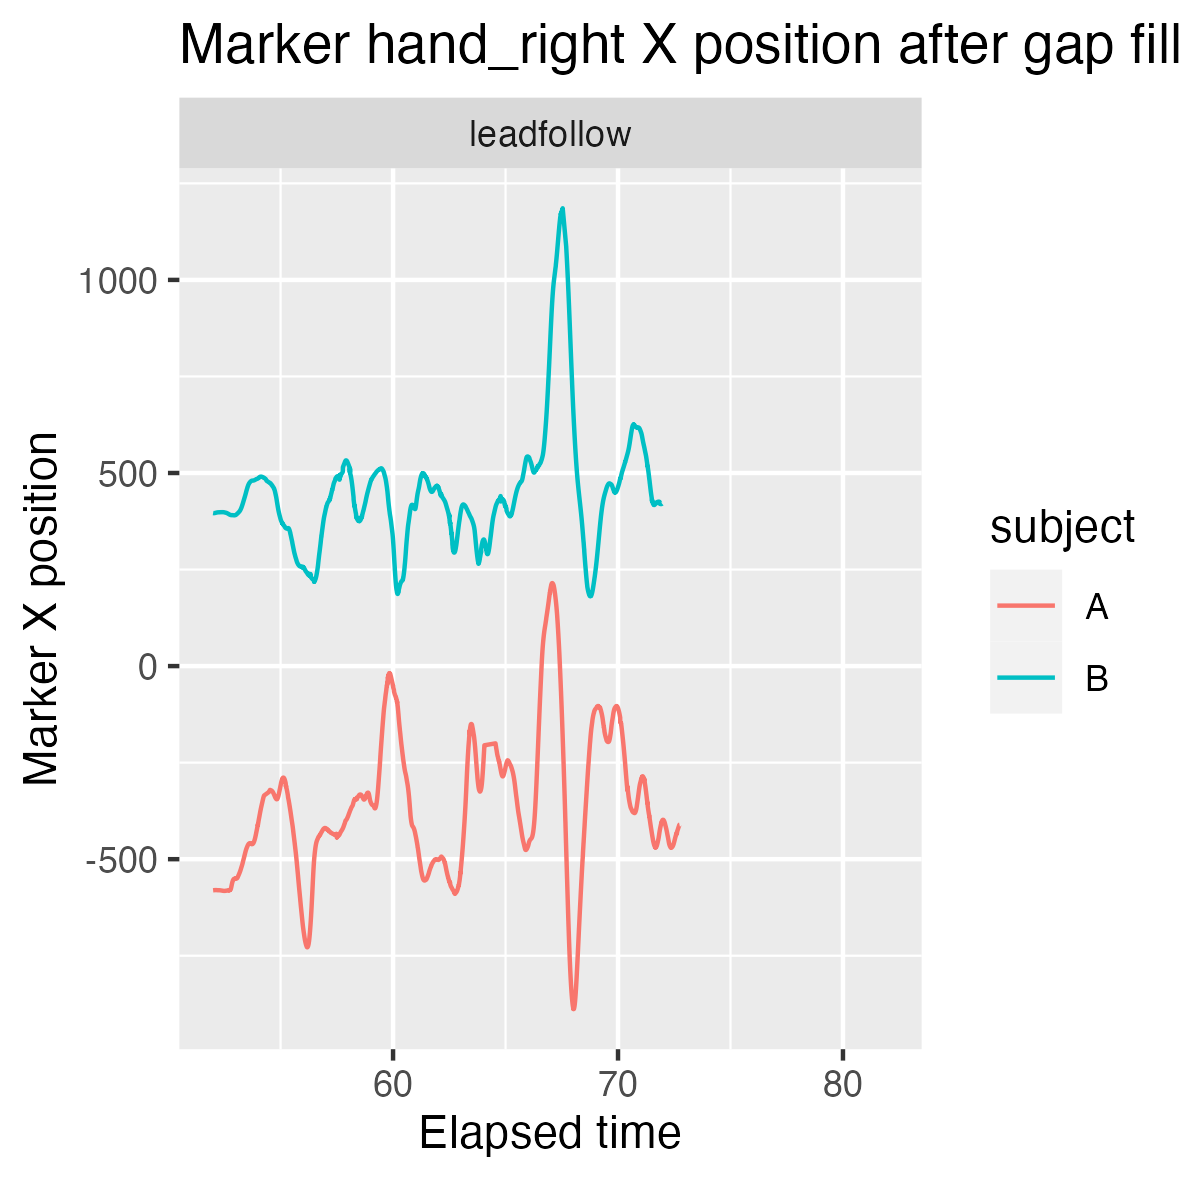 Marker hand_right X position after gap fill
leadfollow
1000
500
0
-500
Marker X position
60
70
80
Elapsed time
subject
A
B